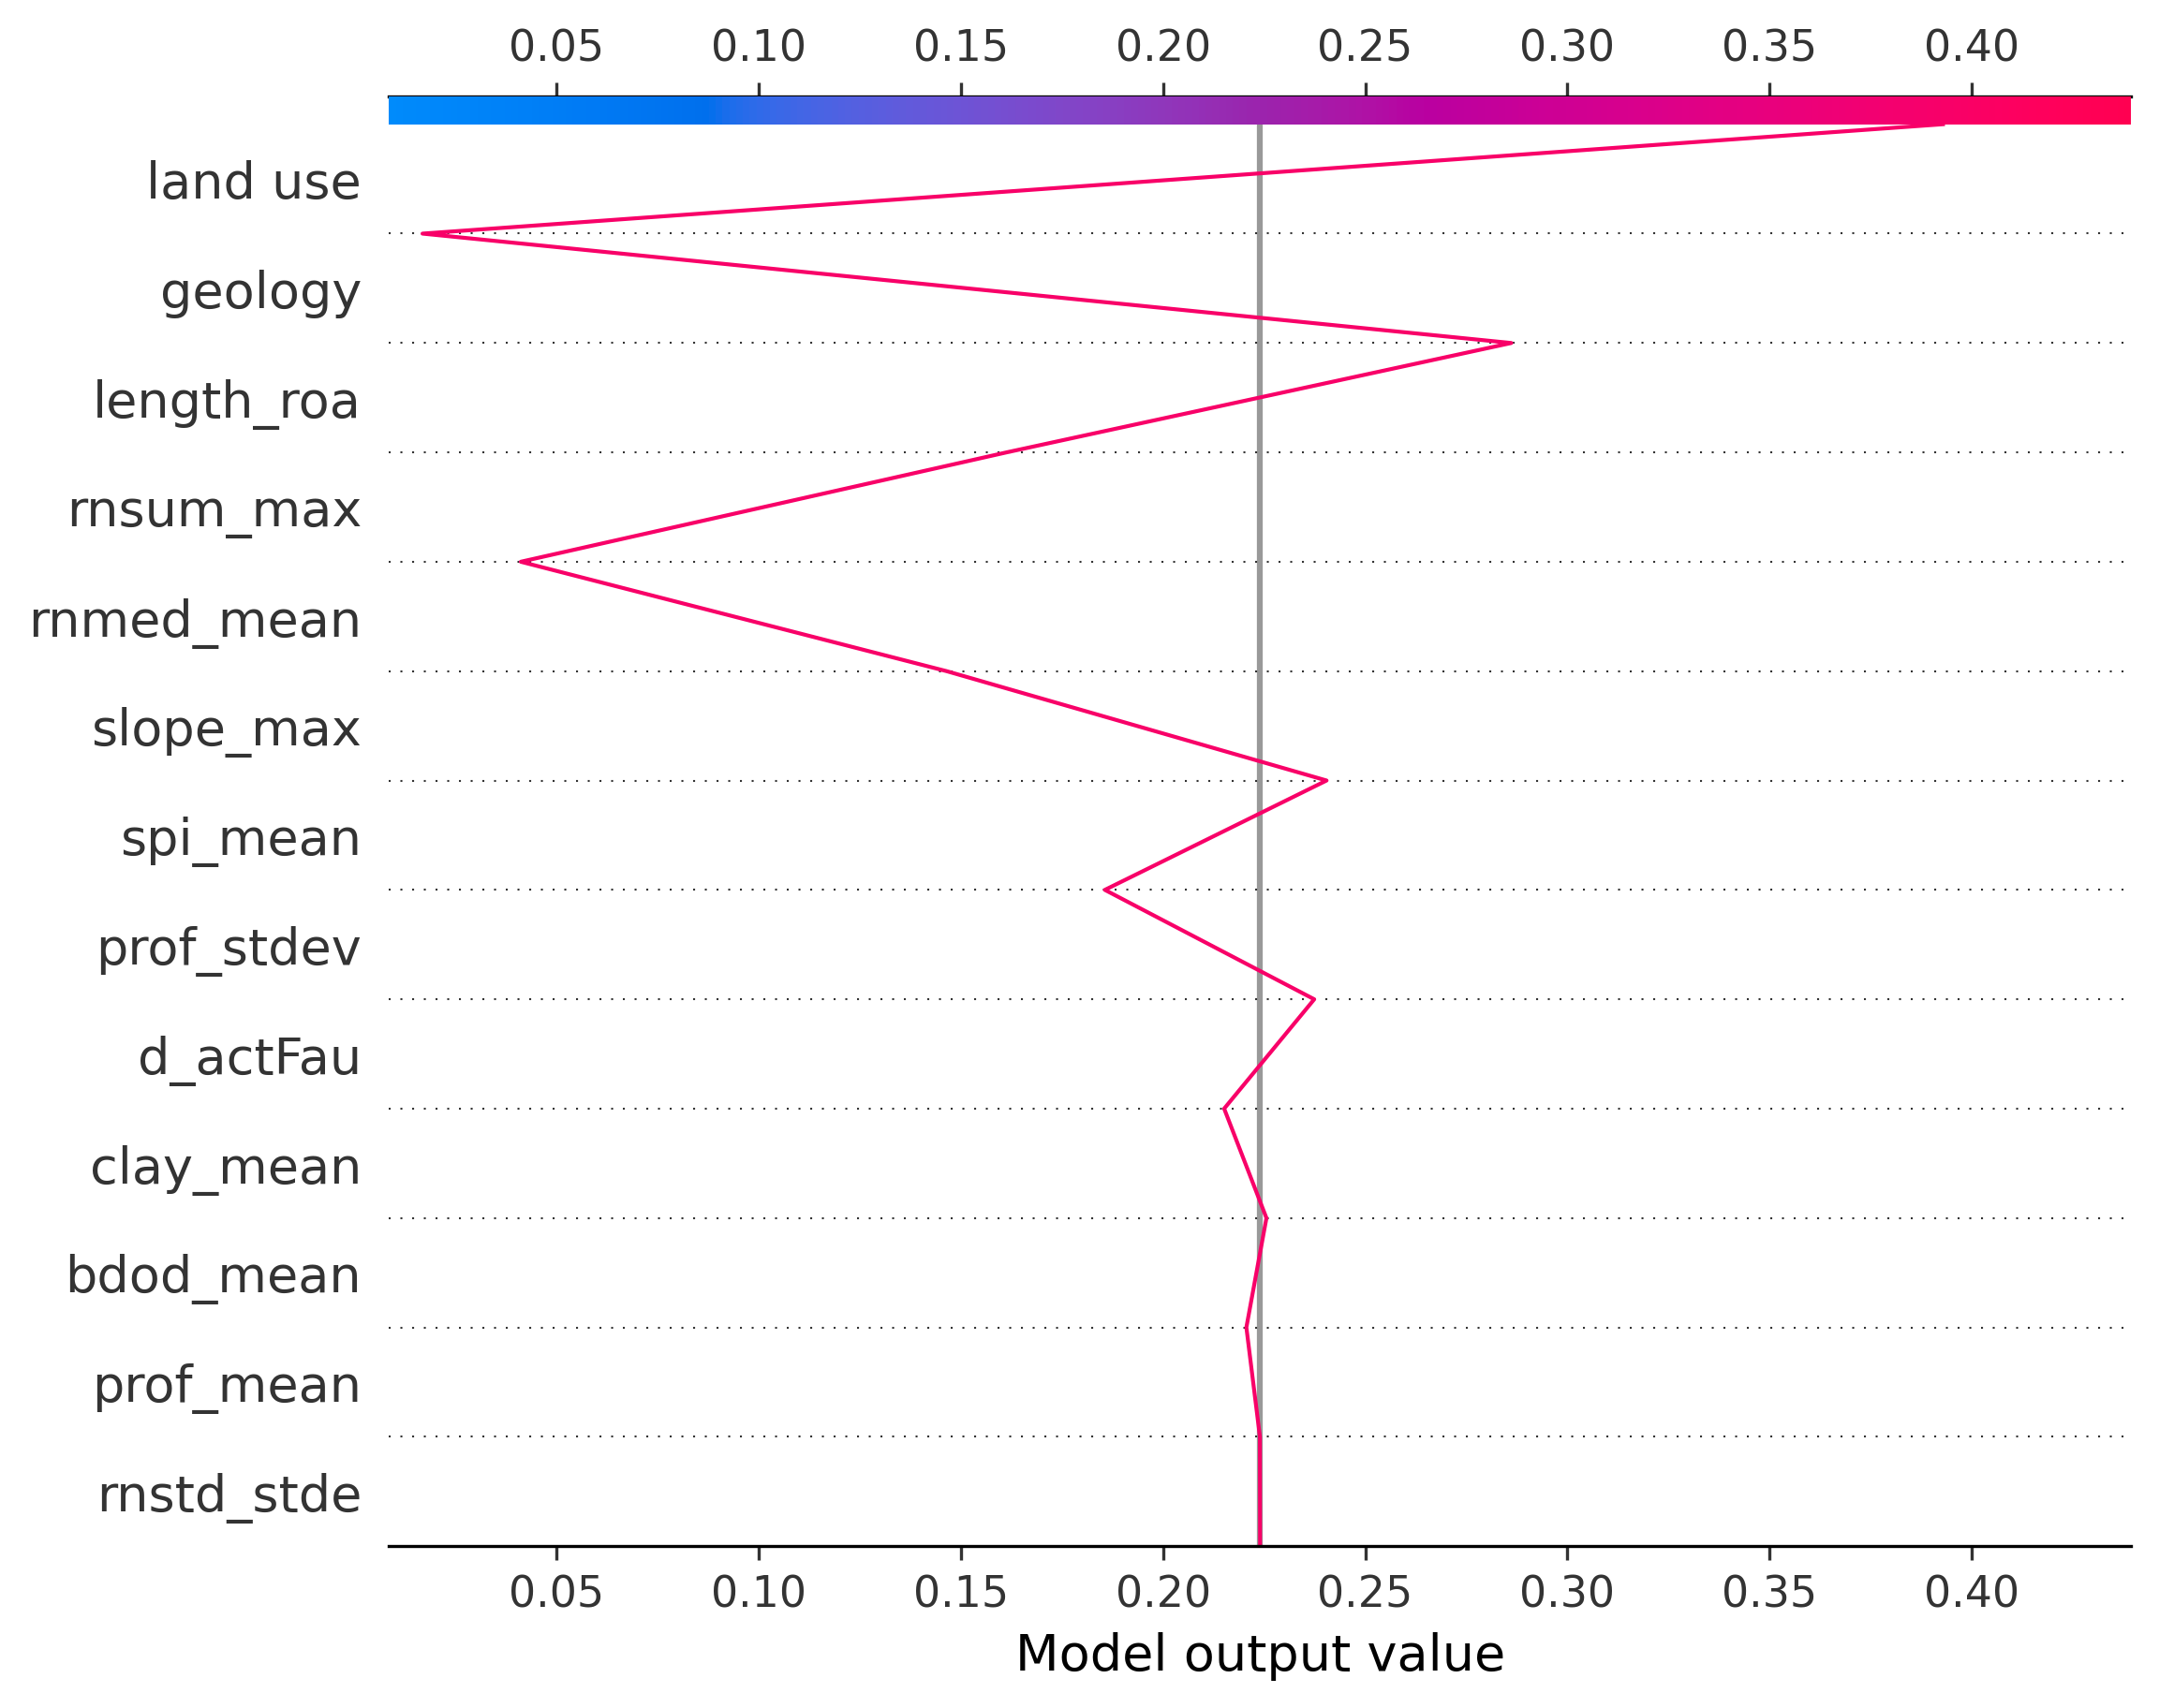 0.05 0.10 0.15 0.20 0.25 0.30 0.35 0.40
land use
geology
length_roa
rnsum_max
rnmed_mean
slope_max
spi_mean
prof_stdev
d_actFau
clay_mean
bdod_mean
prof_mean
rnstd_stde
0.05 0.10 0.15 0.20 0.25 0.30 0.35 0.40
Model output value